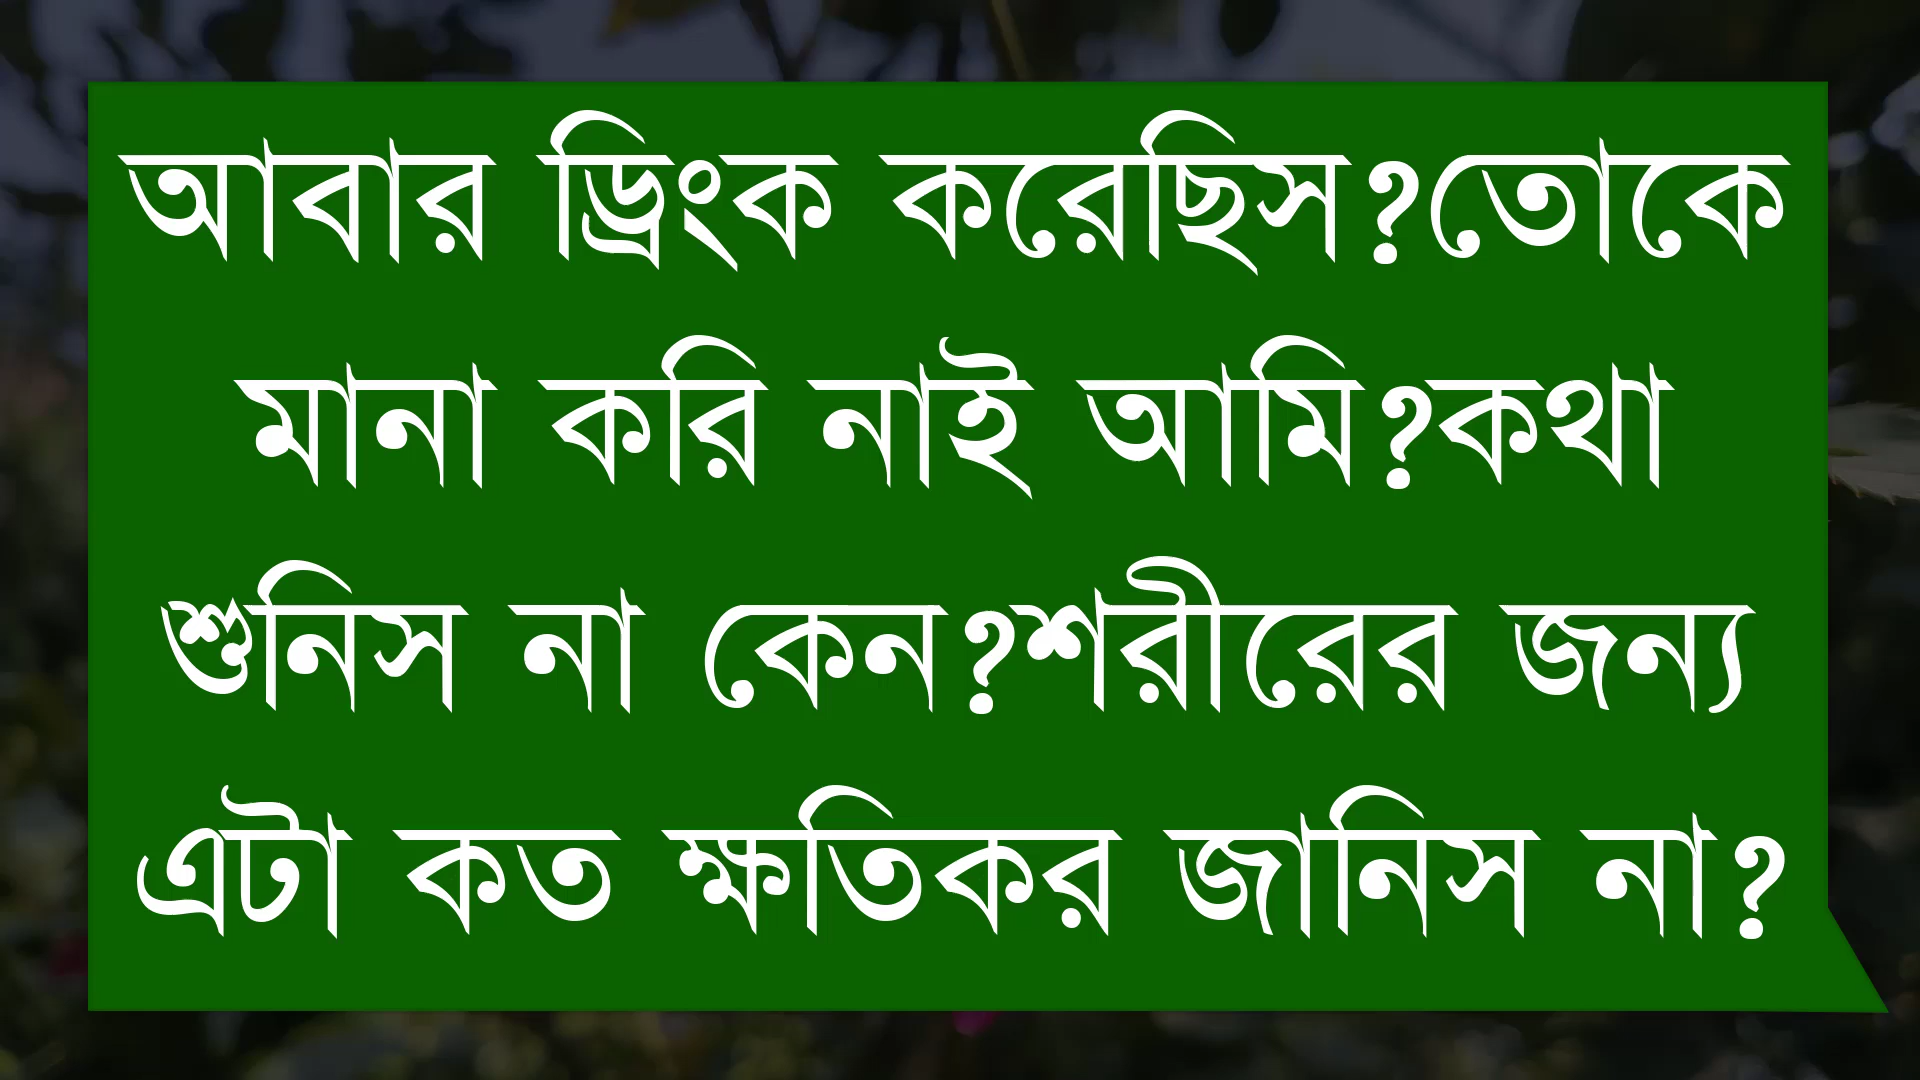 আবার ড্রিংক করেছিস?তোকে
মানা করি নাই আমি?কথা
শুনিস না কেন?শরীরের জন্য
এটা কত ক্ষতিকর জানিস না?